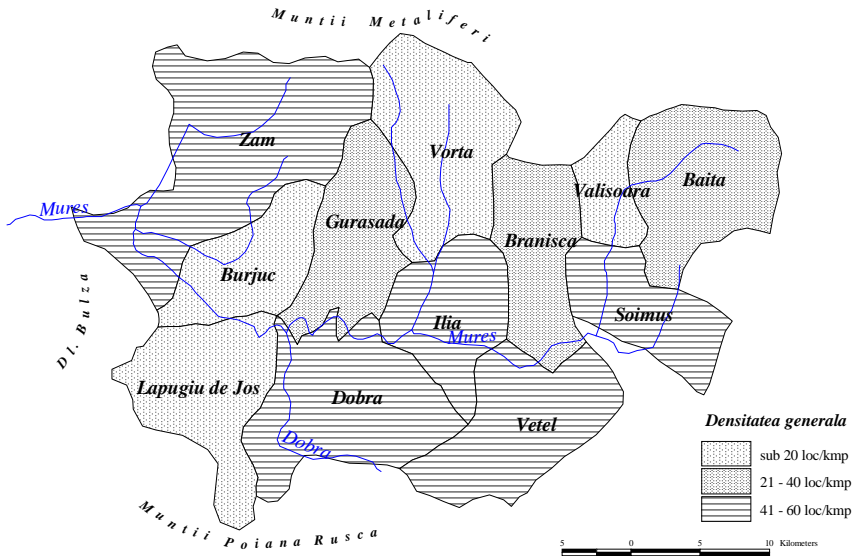 Muntii Metaliferi
Zam
Vorta
Valisoara
Baita
Mures
Gurasada
Branisca
Burjuc
Dl. Bulza
Ilia
Soimus
Mures
Lapugiu de Jos
Dobra
Vetel
Dobra
Muntii Poiana Rusca
Densitatea generala
sub 20 loc/kmp
21 - 40 loc/kmp
41 - 60 loc/kmp
5 0 5 10 Kilometers